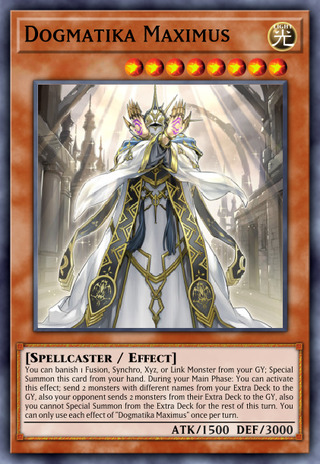 Dogmatika Maximus
LIGHT
光
[Spellcaster / Effect]
You can banish 1 Fusion, Synchro, Xyz, or Link Monster from your GY; Special
Summon this card from your hand. During your Main Phase: You can activate
this effect; send 2 monsters with different names from your Extra Deck to the
GY, also your opponent sends 2 monsters from their Extra Deck to the GY, also
you cannot Special Summon from the Extra Deck for the rest of this turn. You
can only use each effect of "Dogmatika Maximus" once per turn.
ATK/1500 DEF/3000